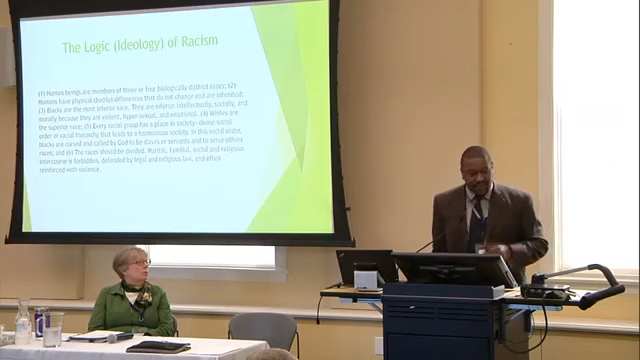 The Logic (Ideology) of Racism
(1) Human beings are members of three or four biologically distinct races; (2)
Humans have physical (bodily) differences that do not change and are inherited;
(3) Blacks are the most inferior race. They are inferior intellectually, socially, and
morally because they are violent, hyper-sexual, and emotional. (4) Whites are
the superior race; (5) Every racial group has a place in society- divine social
order or racial hierarchy that leads to a harmonious society. In this social order,
blacks are cursed and called by God to be slaves or servants and to serve others
races; and (6) The races should be divided. Marital, familial, social and religious
intercourse is forbidden, defended by legal and religious law, and often
reinforced with violence.